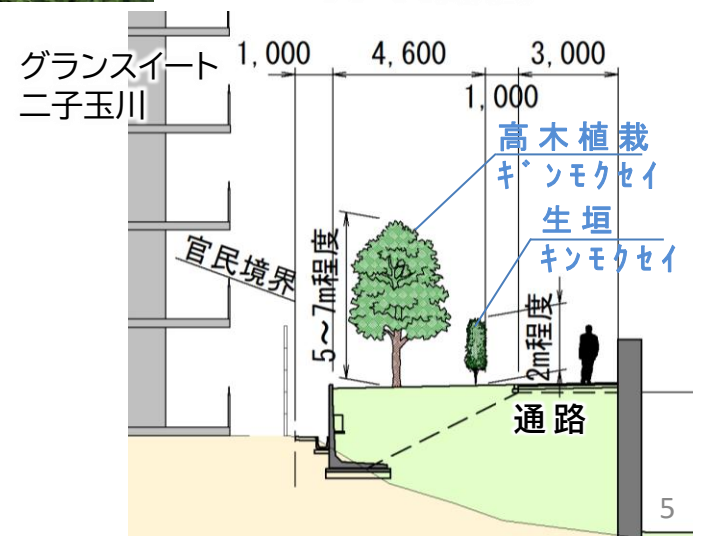 グランスイート
二子玉川
1,000
4,600
3,000
1,000
高木植栽
ギンモクセイ
生垣
キンモクセイ
官民境界
5～7m程度
2m程度
通路
5